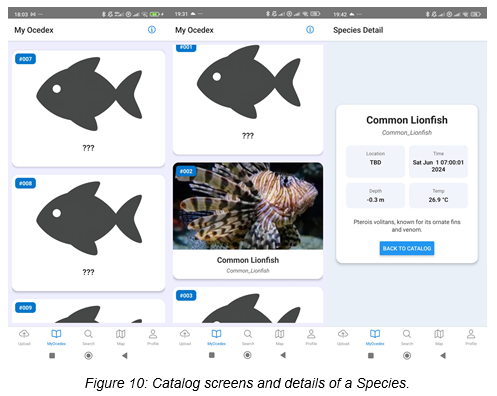 18:03
My Ocedex
#007
???
#008
???
#009
Upload MyOcedex Search Map Profile
19:31
My Ocedex
#001
???
#002
Common Lionfish
Common_Lionfish
#003
Upload MyOcedex Search Map Profile
19:42
Species Detail
Common Lionfish
Common_Lionfish
Location
TBD
Time
Sat Jun 1 07:00:01
2024
Depth
-0.3 m
Temp
26.9 °C
Pterois volitans, known for its ornate fins
and venom.
BACK TO CATALOG
Upload MyOcedex Search Map Profile
Figure 10: Catalog screens and details of a Species.